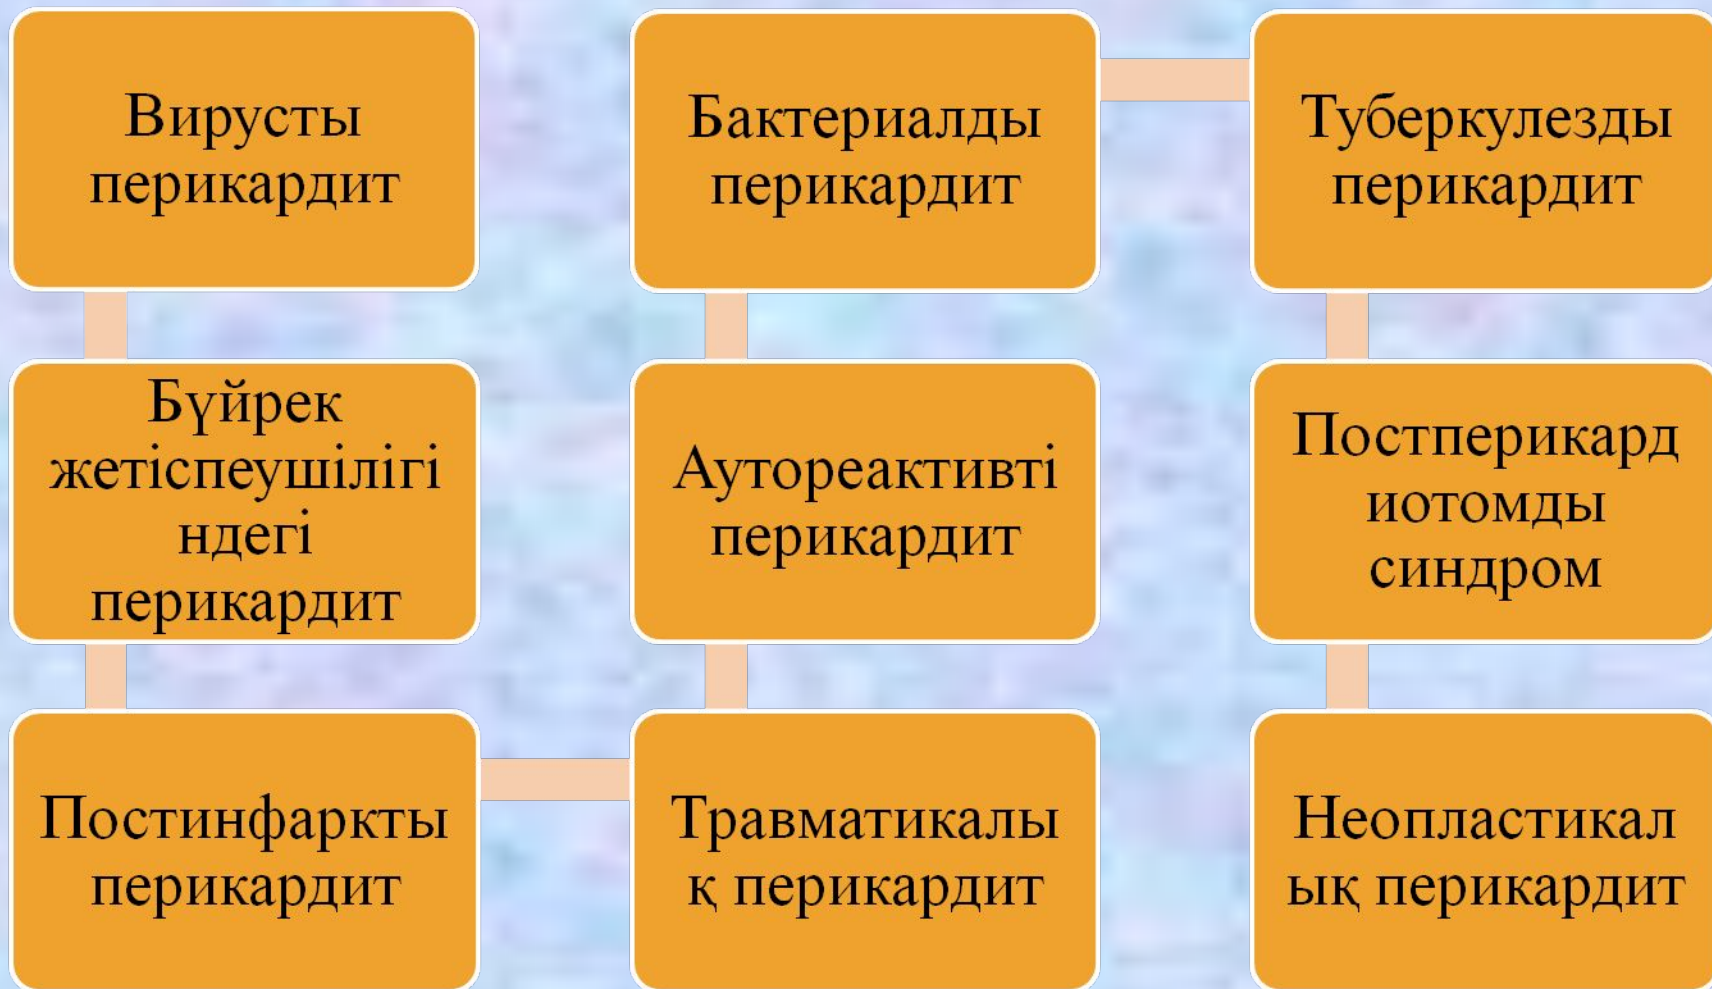 Вирусты
перикардит
Бүйрек
жетіспеушілігі
ндегі
перикардит
Постинфаркты
перикардит
Травматикалы
қ перикардит
Аутореактивті
перикардит
Бактериалды
перикардит
Туберкулезды
перикардит
Постперикард
иотомды
синдром
Неопластикал
ық перикардит